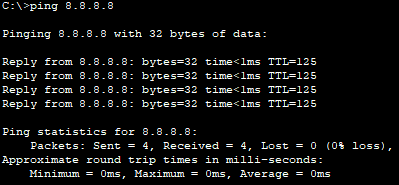 C:\>ping 8.8.8.8
Pinging 8.8.8.8 with 32 bytes of data:
Reply from 8.8.8.8: bytes=32 time<1ms TTL=125
Reply from 8.8.8.8: bytes=32 time<1ms TTL=125
Reply from 8.8.8.8: bytes=32 time<1ms TTL=125
Reply from 8.8.8.8: bytes=32 time<1ms TTL=125
Ping statistics for 8.8.8.8:
    Packets: Sent = 4, Received = 4, Lost = 0 (0% loss),
Approximate round trip times in milli-seconds:
    Minimum = 0ms, Maximum = 0ms, Average = 0ms